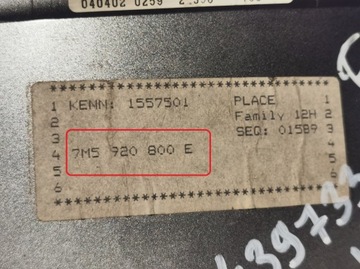 040402 0259
1 KENN: 1557501 PLACE 1
2 Family 12H 2
3 SEQ: 01589 3
4 7M5 920 800 E 4
5 5
6 6
439733